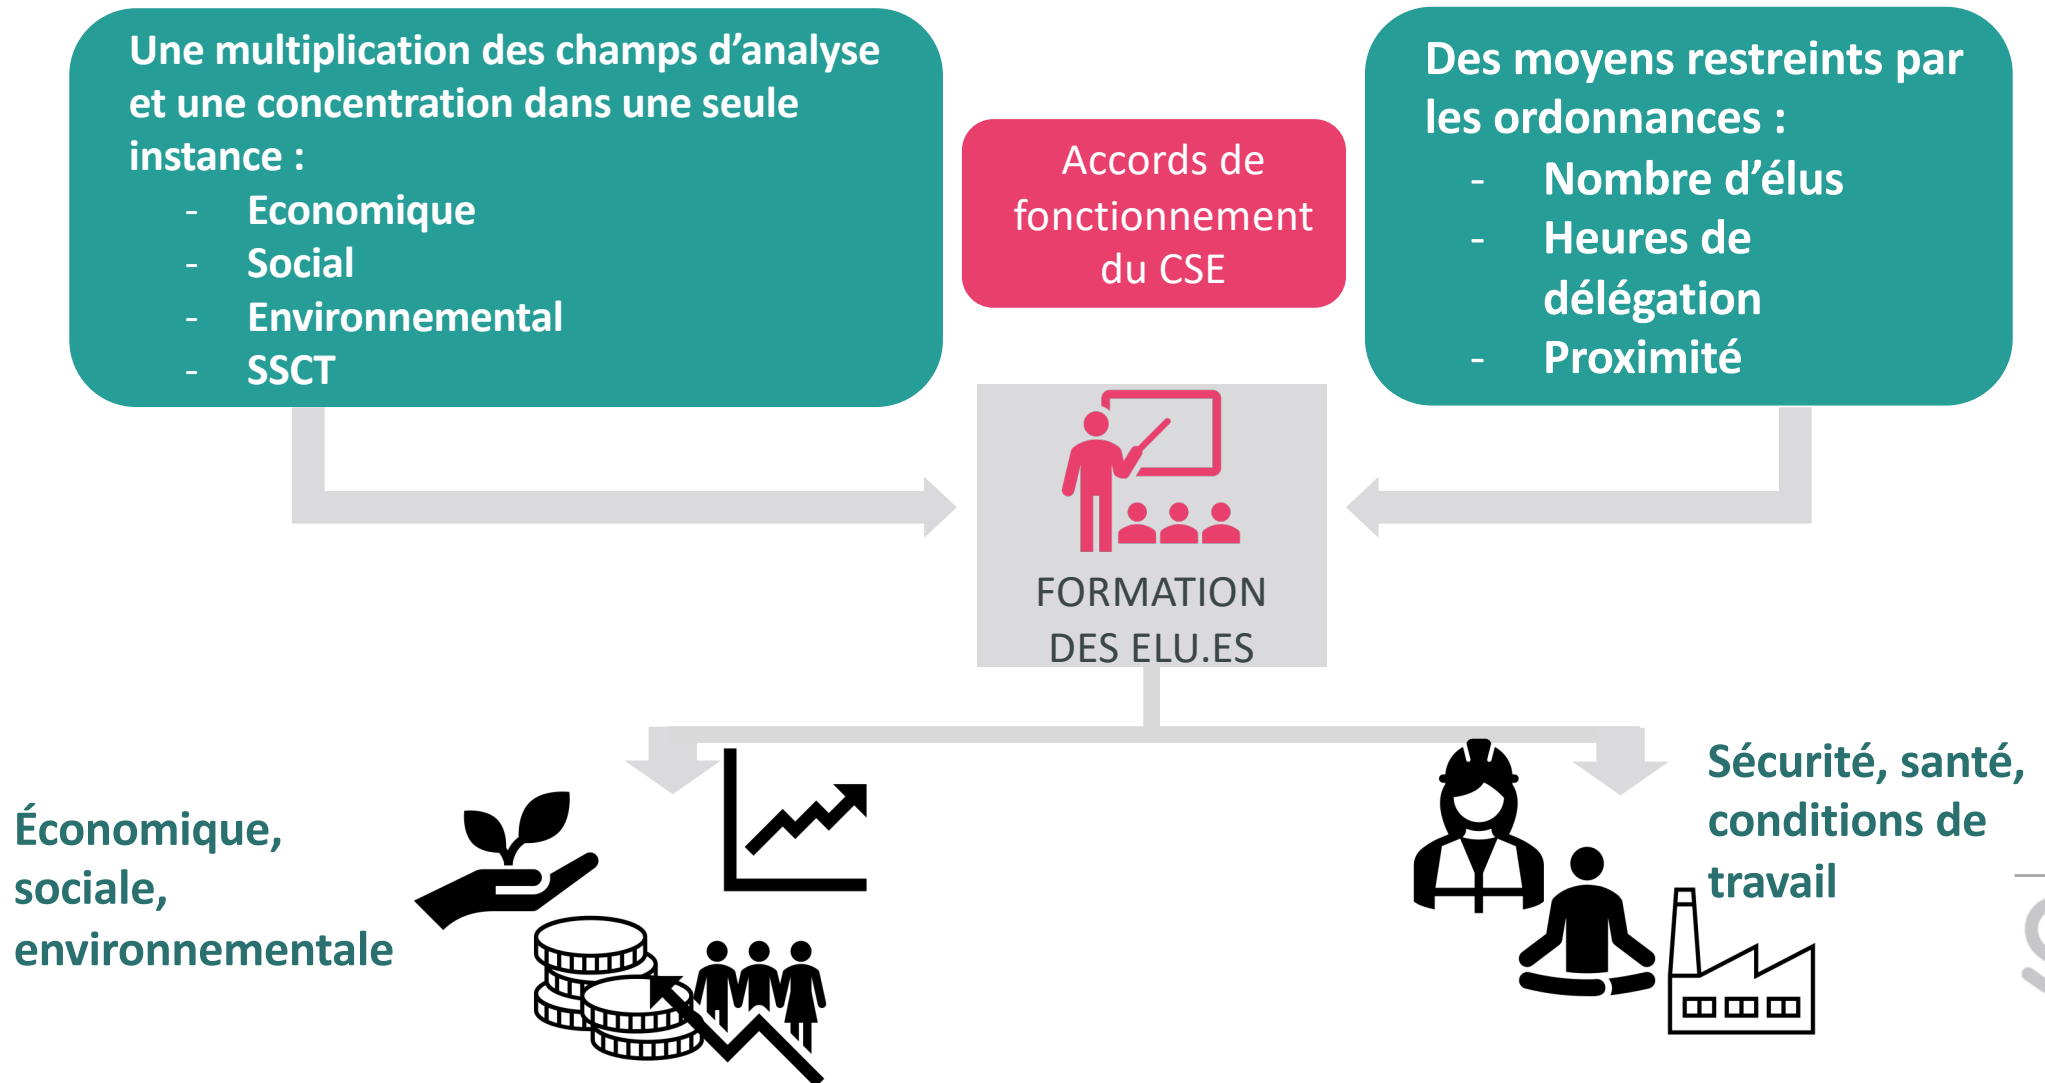 Une multiplication des champs d’analyse
et une concentration dans une seule
instance :
- Economique
- Social
- Environnemental
- SSCT
Accords de
fonctionnement
du CSE
Des moyens restreints par
les ordonnances :
- Nombre d’élus
- Heures de
délégation
- Proximité
FORMATION
DES ELU.ES
Économique,
sociale,
environnementale
Sécurité, santé,
conditions de
travail